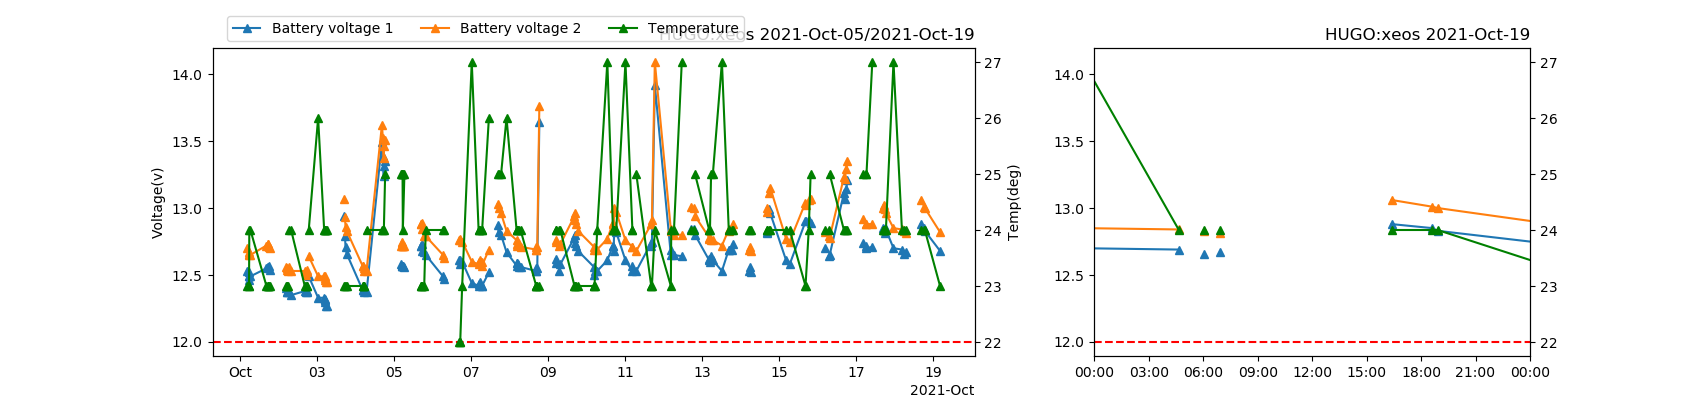 Battery voltage 1 Battery voltage 2 Temperature
HUGO:xeos 2021-Oct-05/2021-Oct-19
HUGO:xeos 2021-Oct-19
14.0
13.5
13.0
12.5
12.0
Voltage(v)
27
26
25
24
23
22
Temp(deg)
Oct 03 05 07 09 11 13 15 17 19
2021-Oct
14.0
13.5
13.0
12.5
12.0
27
26
25
24
23
22
00:00 03:00 06:00 09:00 12:00 15:00 18:00 21:00 00:00